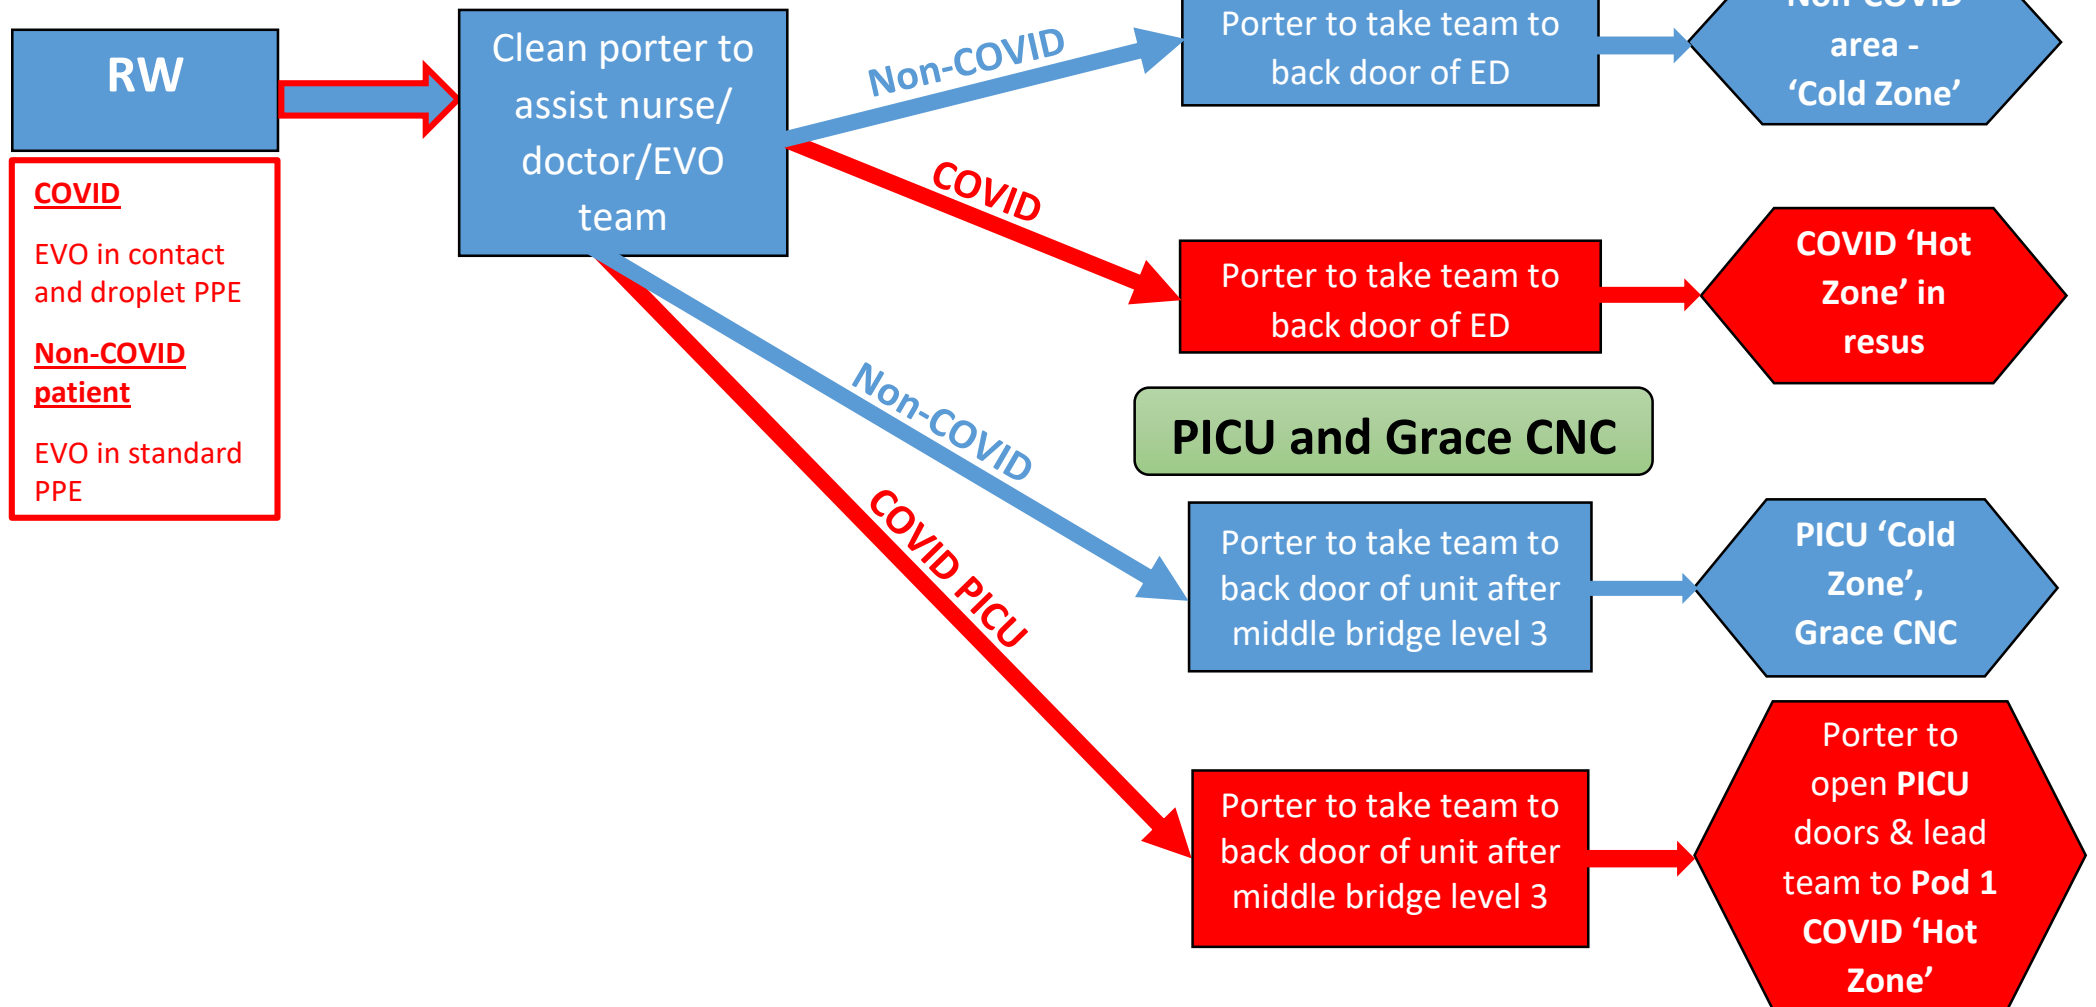 RW
COVID
EVO in contact
and droplet PPE
Non-COVID
patient
EVO in standard
PPE
Clean porter to
assist nurse/
doctor/EVO
team
Non-COVID
COVID
Non-COVID
COVID PICU
Porter to take team to
back door of ED
Non-COVID
area -
‘Cold Zone’
Porter to take team to
back door of ED
COVID ‘Hot
Zone’ in
resus
PICU and Grace CNC
Porter to take team to
back door of unit after
middle bridge level 3
PICU ‘Cold
Zone’,
Grace CNC
Porter to take team to
back door of unit after
middle bridge level 3
Porter to
open PICU
doors & lead
team to Pod 1
COVID ‘Hot
Zone’